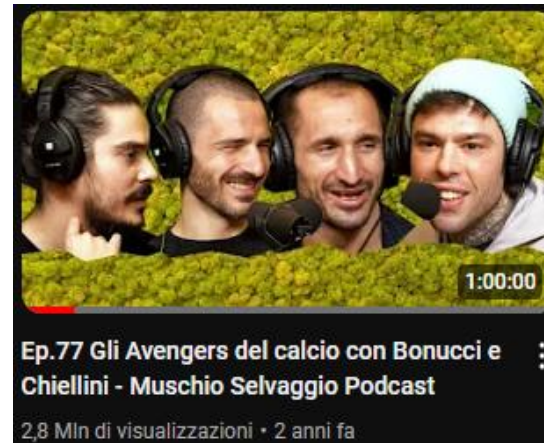 1:00:00
Ep.77 Gli Avengers del calcio con Bonucci e
Chiellini - Muschio Selvaggio Podcast
2,8 Mln di visualizzazioni • 2 anni fa